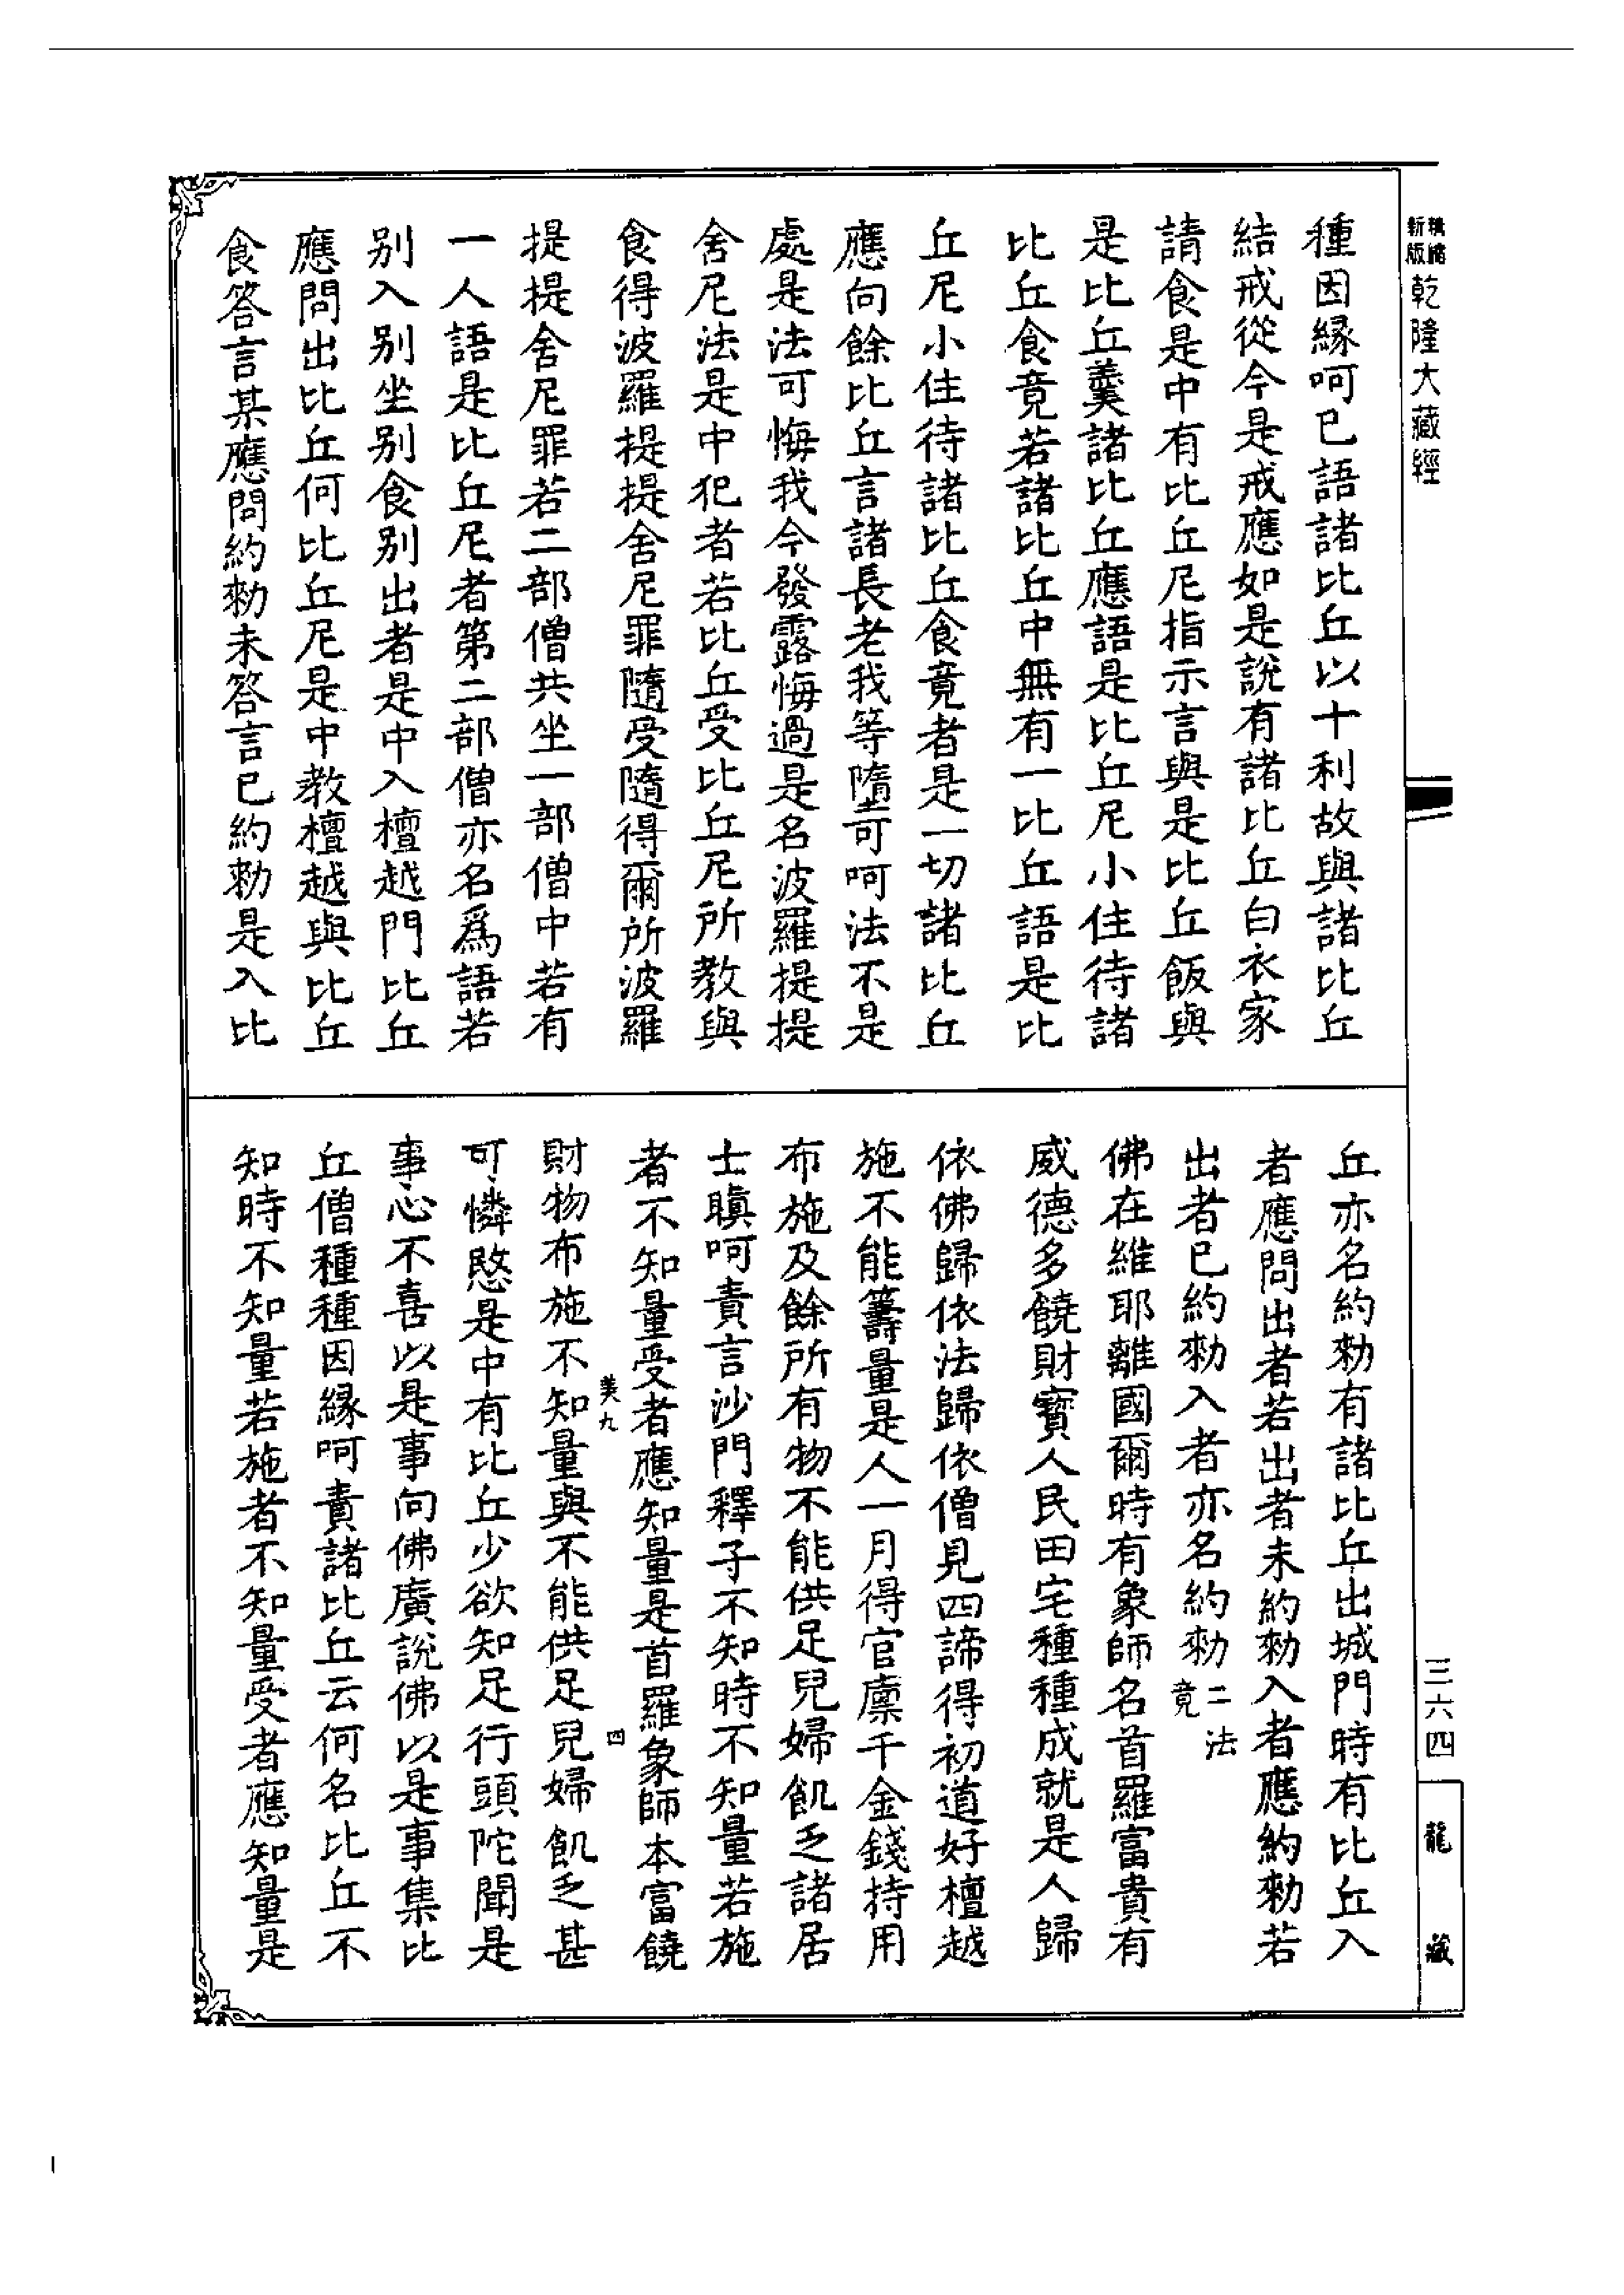 精縮新版 乾隆大藏經
種因縁呵已語諸比丘以十利故與諸比丘
結戒從今是戒應如是說有諸比丘白衣家
請食是中有比丘尼指示言與是比丘飯與
是比丘羹諸比丘應語是比丘尼小住待諸
比丘食竟若諸比丘中無有一比丘語是比
丘尼小住待諸比丘食竟者是一切諸比丘
應向餘比丘言諸長老我等墮可呵法不是
處是法可悔我今發露悔過是名波羅提提
舍尼法是中犯者若比丘受比丘尼所教與
食得波羅提提舍尼罪隨受隨得爾所波羅
提提舍尼罪若二部僧共坐一部僧中若有
一人語是比丘尼者第二部僧亦名爲語若
别入别坐别食别出者是中入檀越門比丘
應問出比丘何比丘尼是中教檀越與比丘
食答言某應問約勑未答言已約勑是入比
丘亦名約勑有諸比丘出城門時有比丘入
者應問出者若出者未約勑入者應約勑若
出者已約勑入者亦名約勑二法竟
佛在維耶離國爾時有象師名首羅富貴有
威德多饒財寶人民田宅種種成就是人歸
依佛歸依法歸依僧見四諦得初道好檀越
施不能籌量是人一月得官廩千金錢持用
布施及餘所有物不能供足兒婦飢乏諸居
士瞋呵責言沙門釋子不知時不知量若施
者不知量受者應知量是首羅象師本富饒
美九 四
財物布施不知量與不能供足兒婦飢乏甚
可憐愍是中有比丘少欲知足行頭陀聞是
事心不喜以是事向佛廣說佛以是事集比
丘僧種種因縁呵責諸比丘云何名比丘不
知時不知量若施者不知量受者應知量是
三六四
龍藏